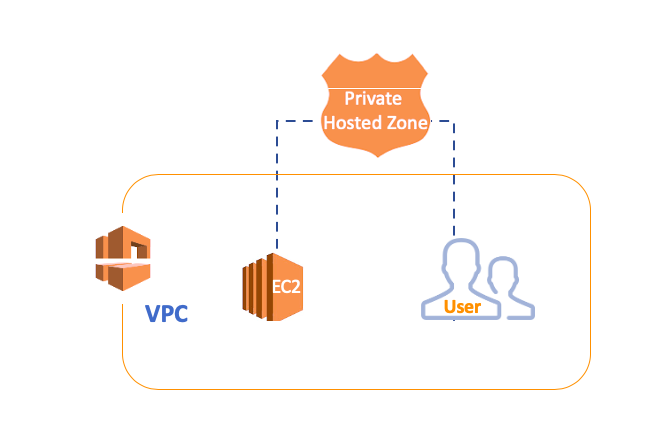 Private
Hosted Zone
EC2
User
VPC